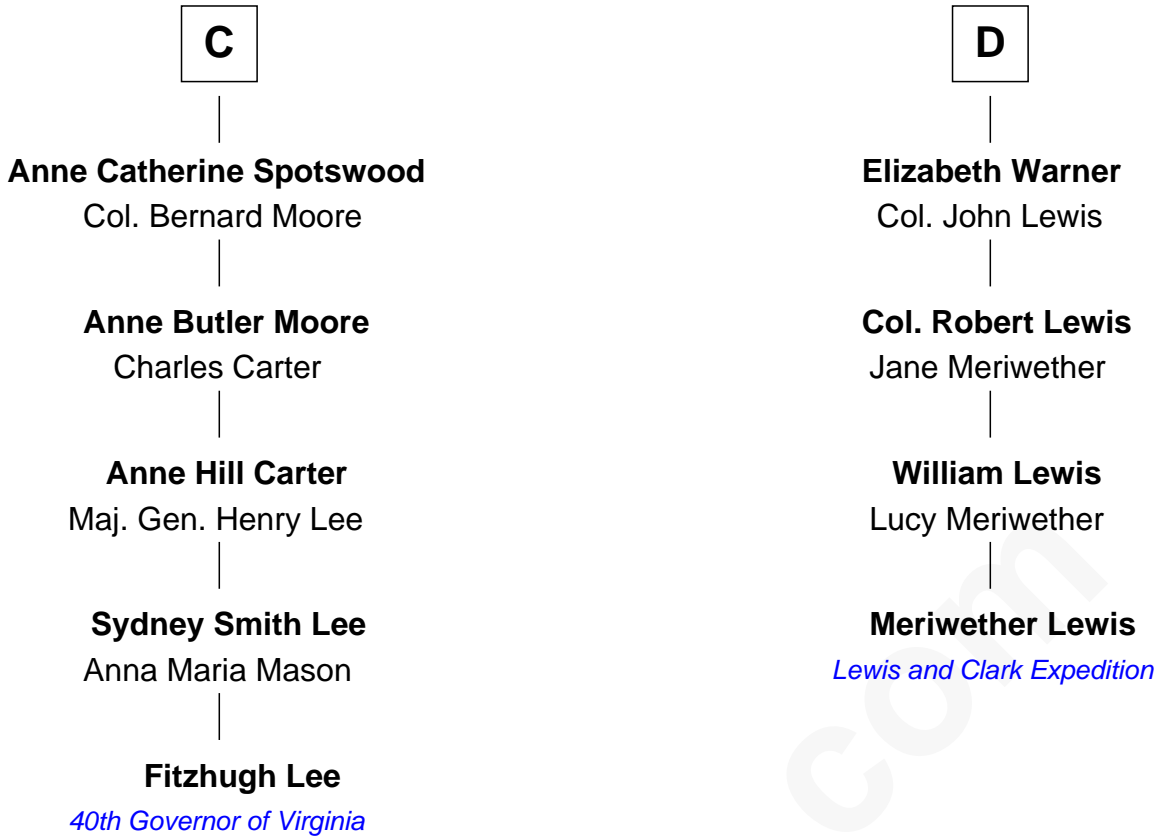 C
Anne Catherine Spotswood
Col. Bernard Moore
Anne Butler Moore
Charles Carter
Anne Hill Carter
Maj. Gen. Henry Lee
Sydney Smith Lee
Anna Maria Mason
Fitzhugh Lee
40th Governor of Virginia
D
Elizabeth Warner
Col. John Lewis
Col. Robert Lewis
Jane Meriwether
William Lewis
Lucy Meriwether
Meriwether Lewis
Lewis and Clark Expedition
com